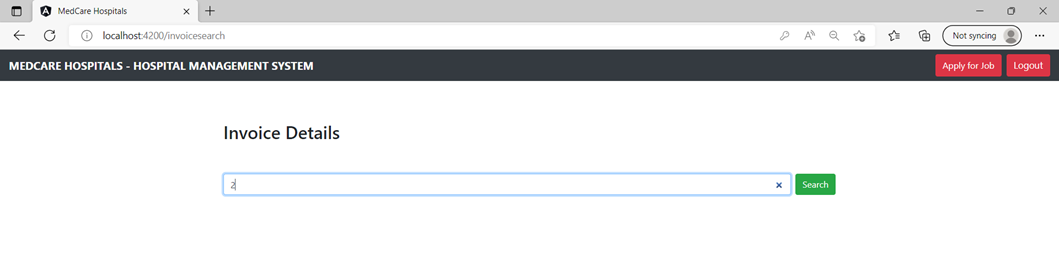 MedCare Hospitals
localhost:4200/invoicesearch
Not syncing
MEDCARE HOSPITALS - HOSPITAL MANAGEMENT SYSTEM
Apply for Job
Logout
Invoice Details
2
Search